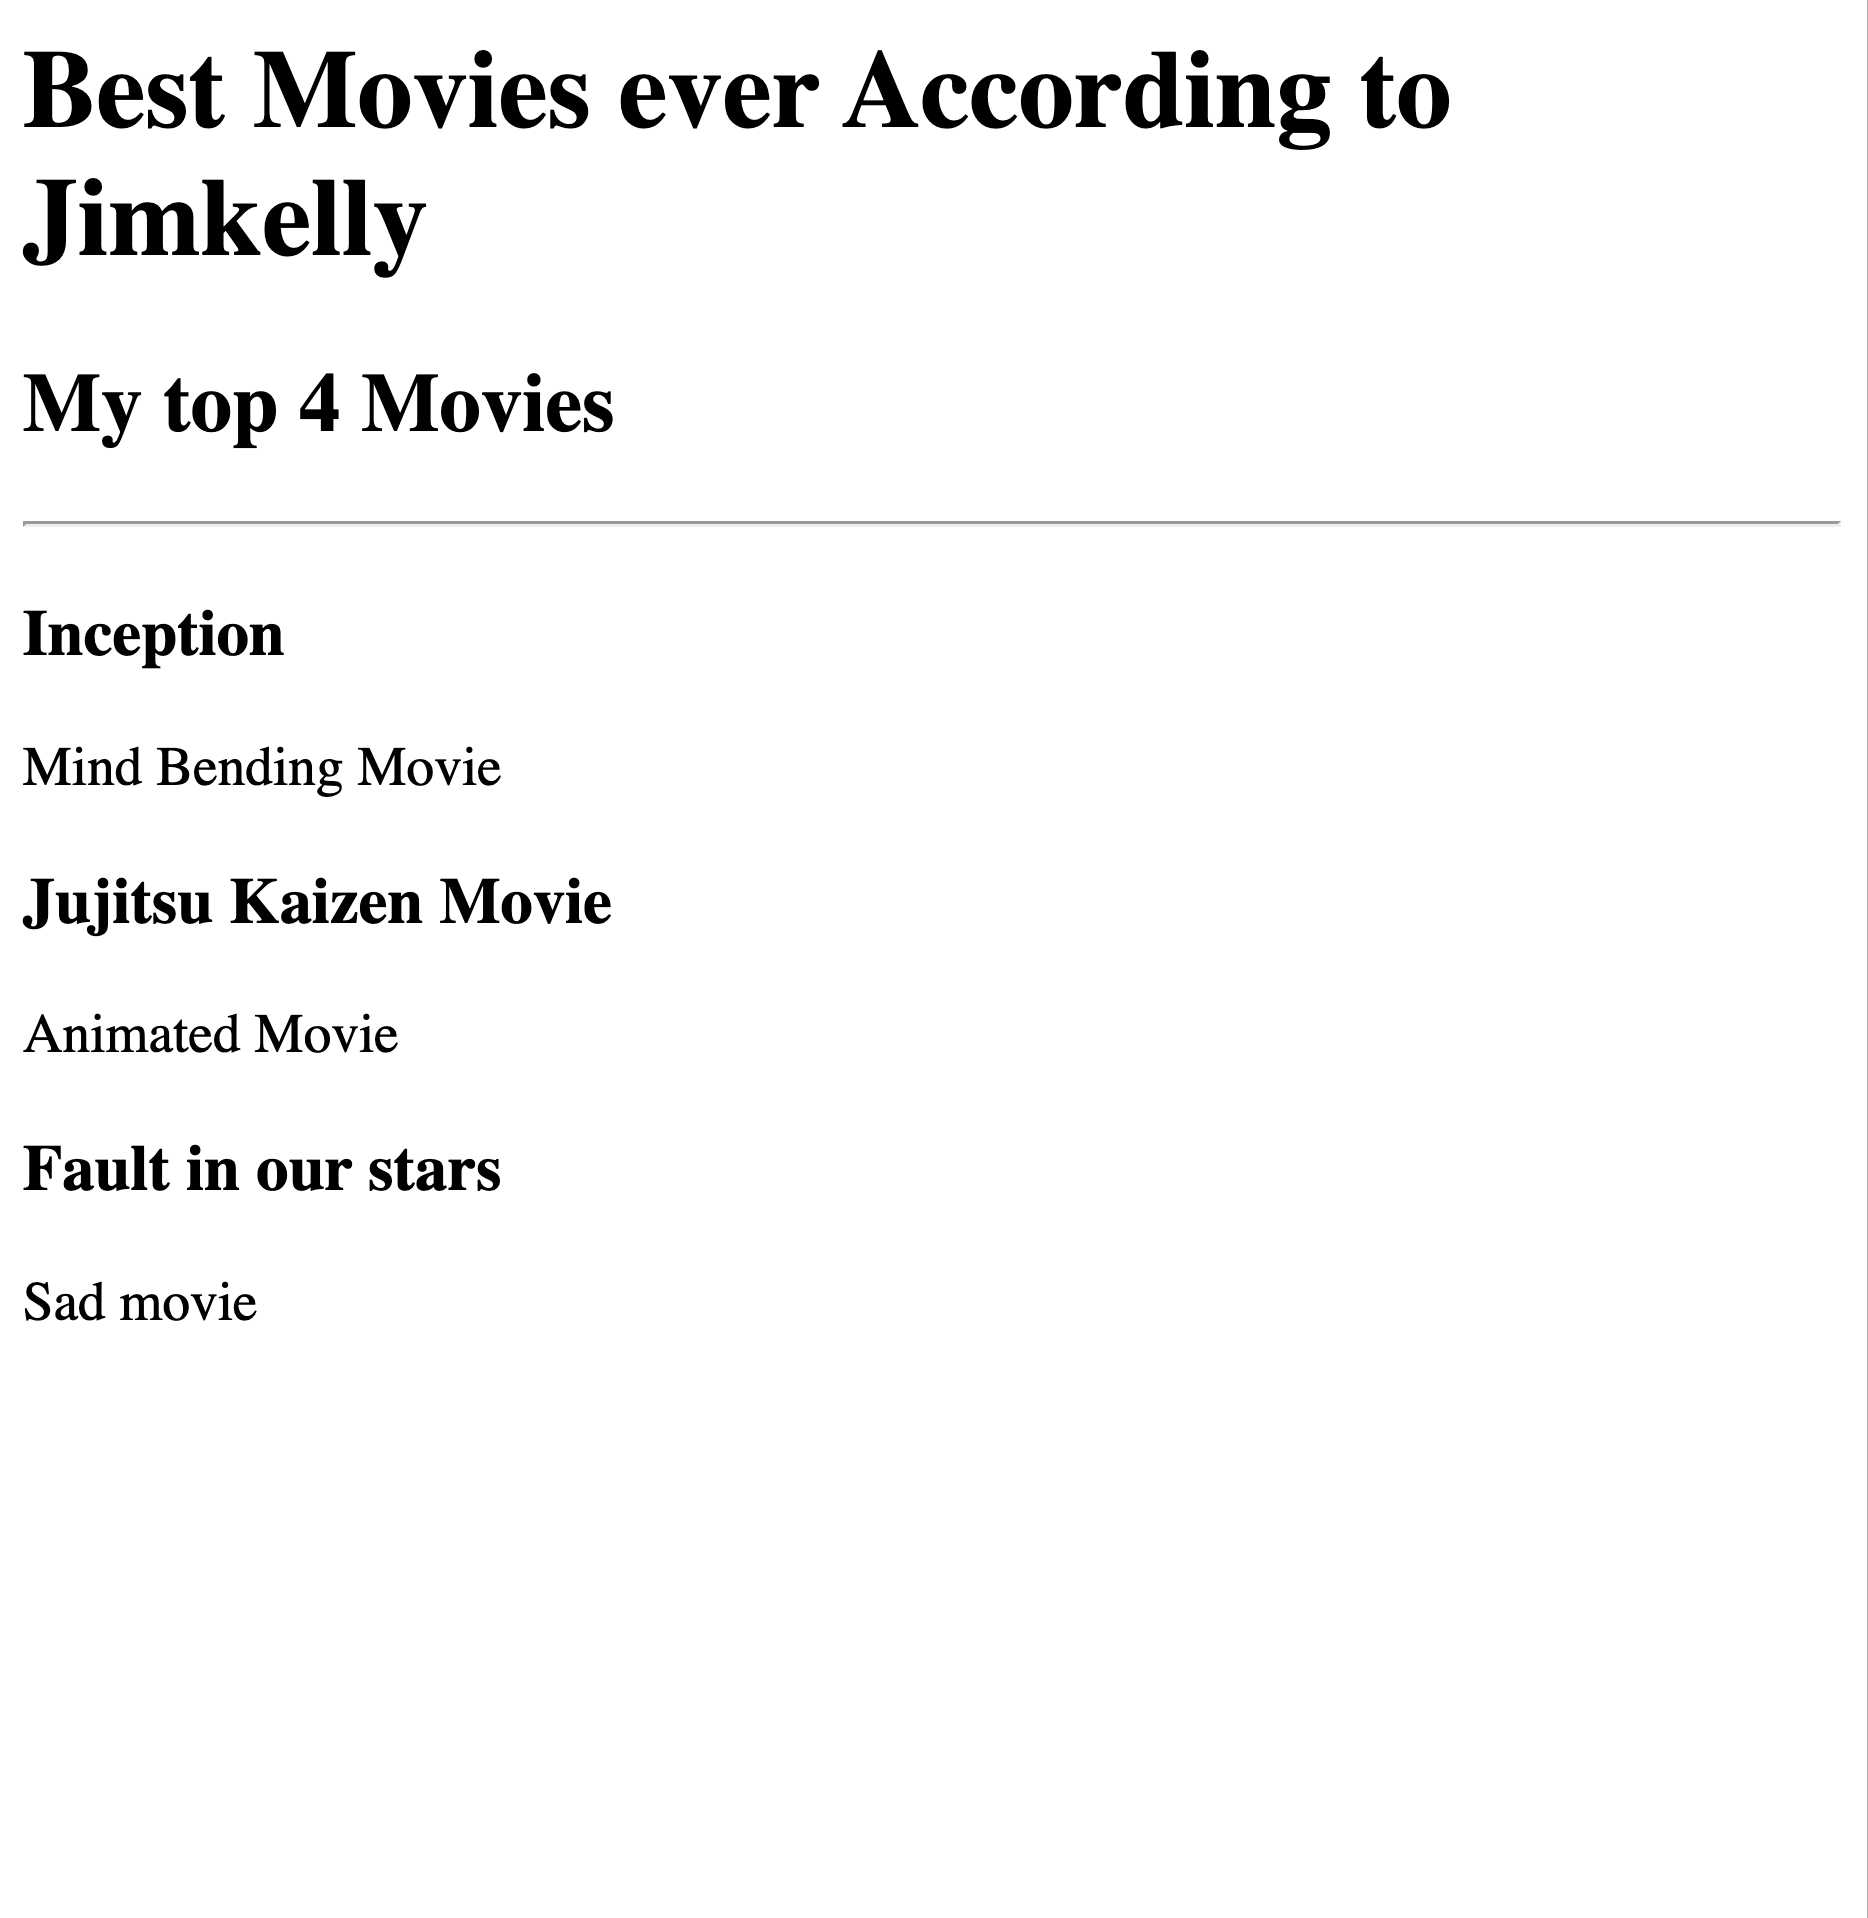 Best Movies ever According to
Jimkelly
My top 4 Movies
Inception
Mind Bending Movie
Jujitsu Kaizen Movie
Animated Movie
Fault in our stars
Sad movie